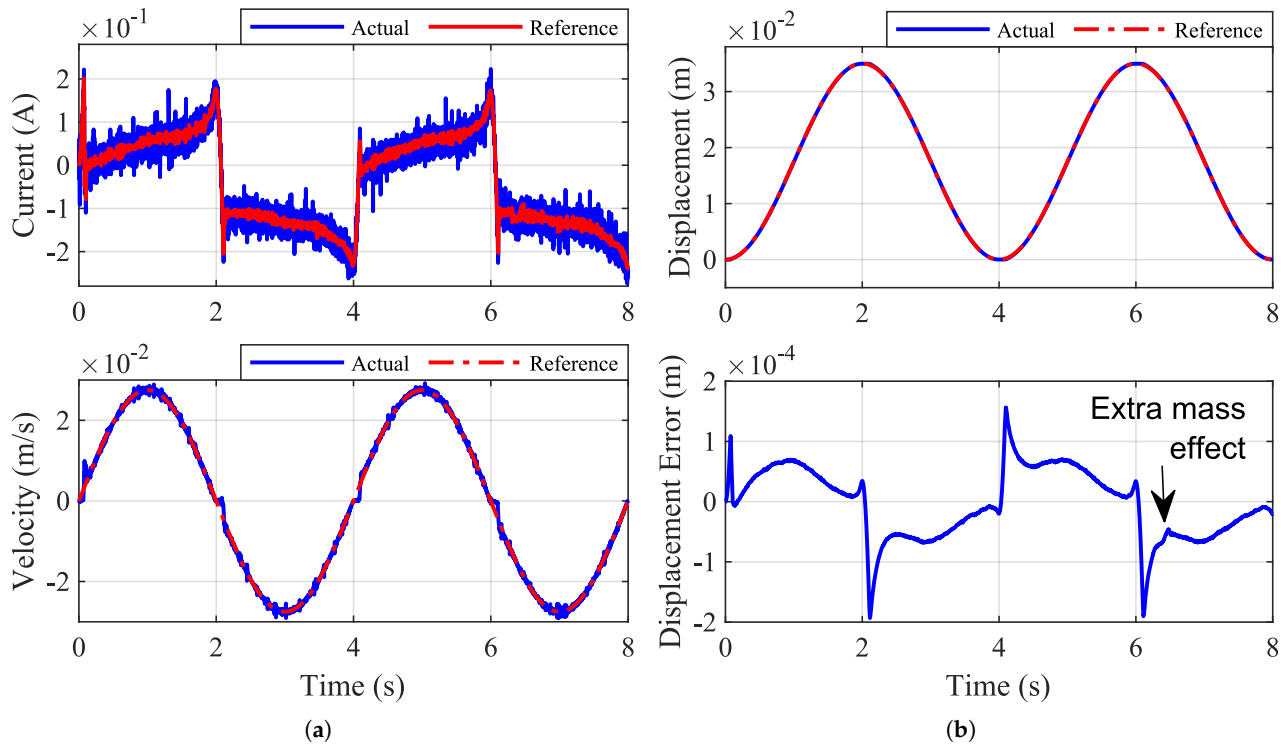 ×10⁻¹
Actual
Reference
Current (A)
2
1
0
-1
-2
0
2
4
6
8
×10⁻²
Actual
Reference
Velocity (m/s)
2
0
-2
0
2
4
6
8
Time (s)
(a)
×10⁻²
Actual
Reference
Displacement (m)
3
2
1
0
0
2
4
6
8
×10⁻⁴
Displacement Error (m)
2
1
0
-1
-2
Extra mass
effect
0
2
4
6
8
Time (s)
(b)